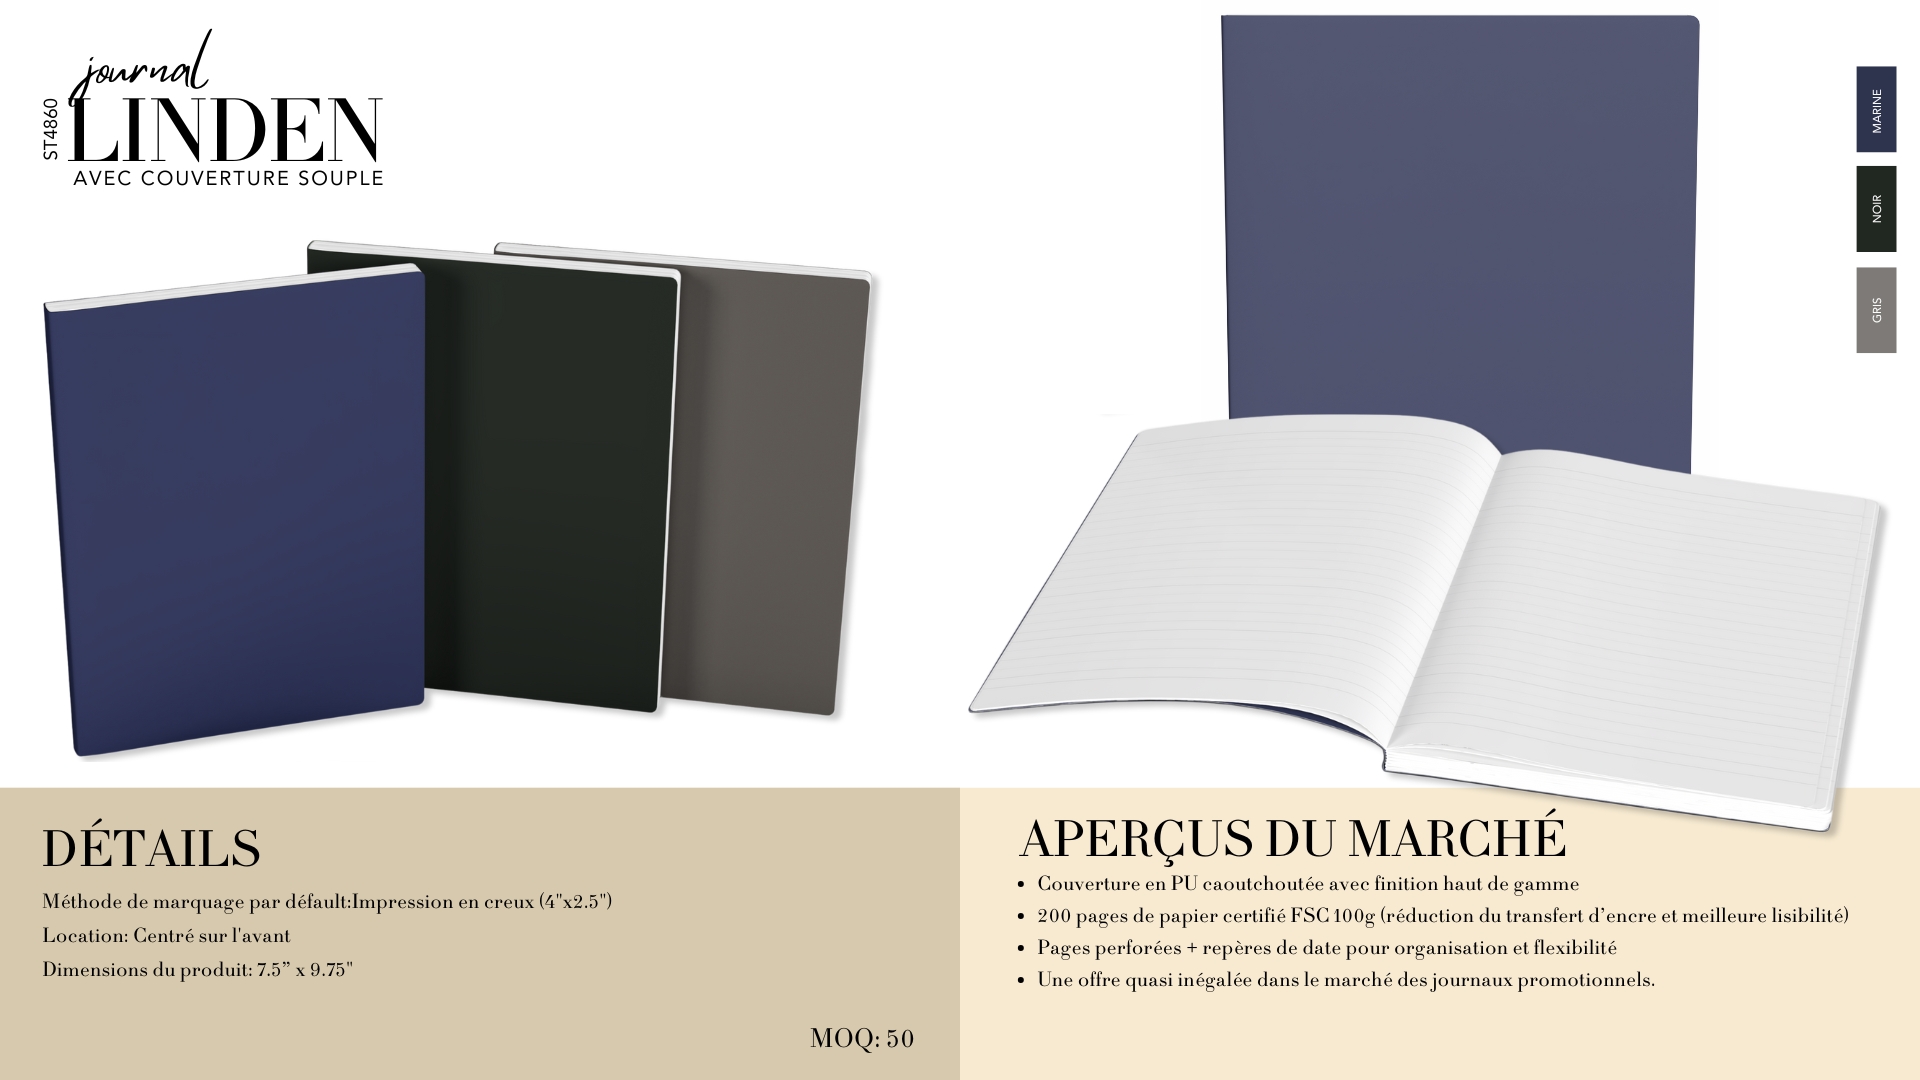 journal
ST4860
LINDEN
AVEC COUVERTURE SOUPLE
MARINE
NOIR
GRIS
DÉTAILS
Méthode de marquage par défault:Impression en creux (4"x2.5")
Location: Centré sur l'avant
Dimensions du produit: 7.5” x 9.75"
MOQ: 50
APERÇUS DU MARCHÉ
• Couverture en PU caoutchoutée avec finition haut de gamme
• 200 pages de papier certifié FSC 100g (réduction du transfert d’encre et meilleure lisibilité)
• Pages perforées + repères de date pour organisation et flexibilité
• Une offre quasi inégalée dans le marché des journaux promotionnels.